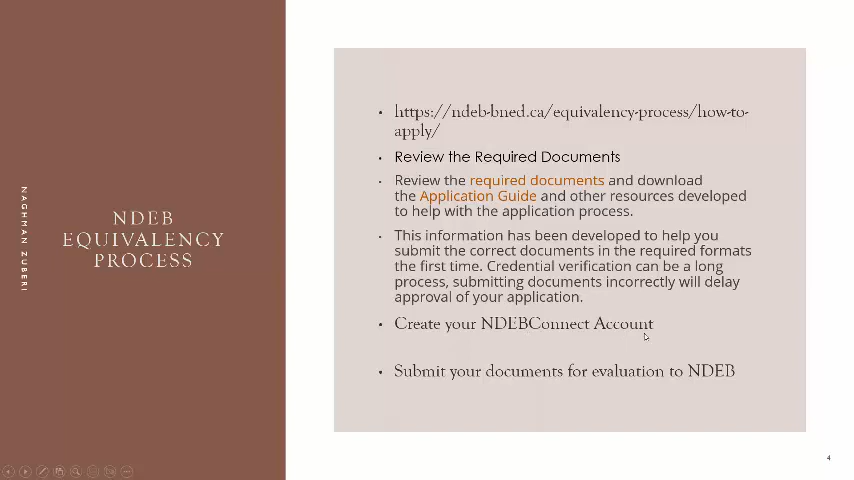 NAGHMAN ZUBERI
NDEB
EQUIVALENCY
PROCESS
• https://ndeb-bned.ca/equivalency-process/how-to-
apply/
• Review the Required Documents
• Review the required documents and download
the Application Guide and other resources developed
to help with the application process.
• This information has been developed to help you
submit the correct documents in the required formats
the first time. Credential verification can be a long
process, submitting documents incorrectly will delay
approval of your application.
• Create your NDEBConnect Account
• Submit your documents for evaluation to NDEB
4